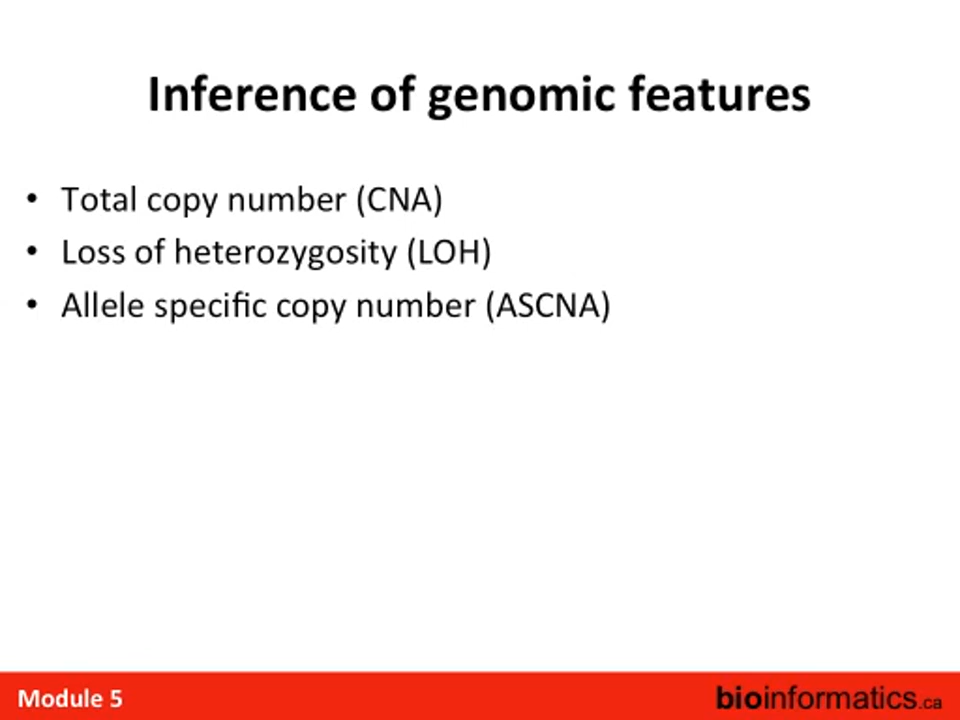 Inference of genomic features
• Total copy number (CNA)
• Loss of heterozygosity (LOH)
• Allele specific copy number (ASCNA)
Module 5
bioinformatics.ca